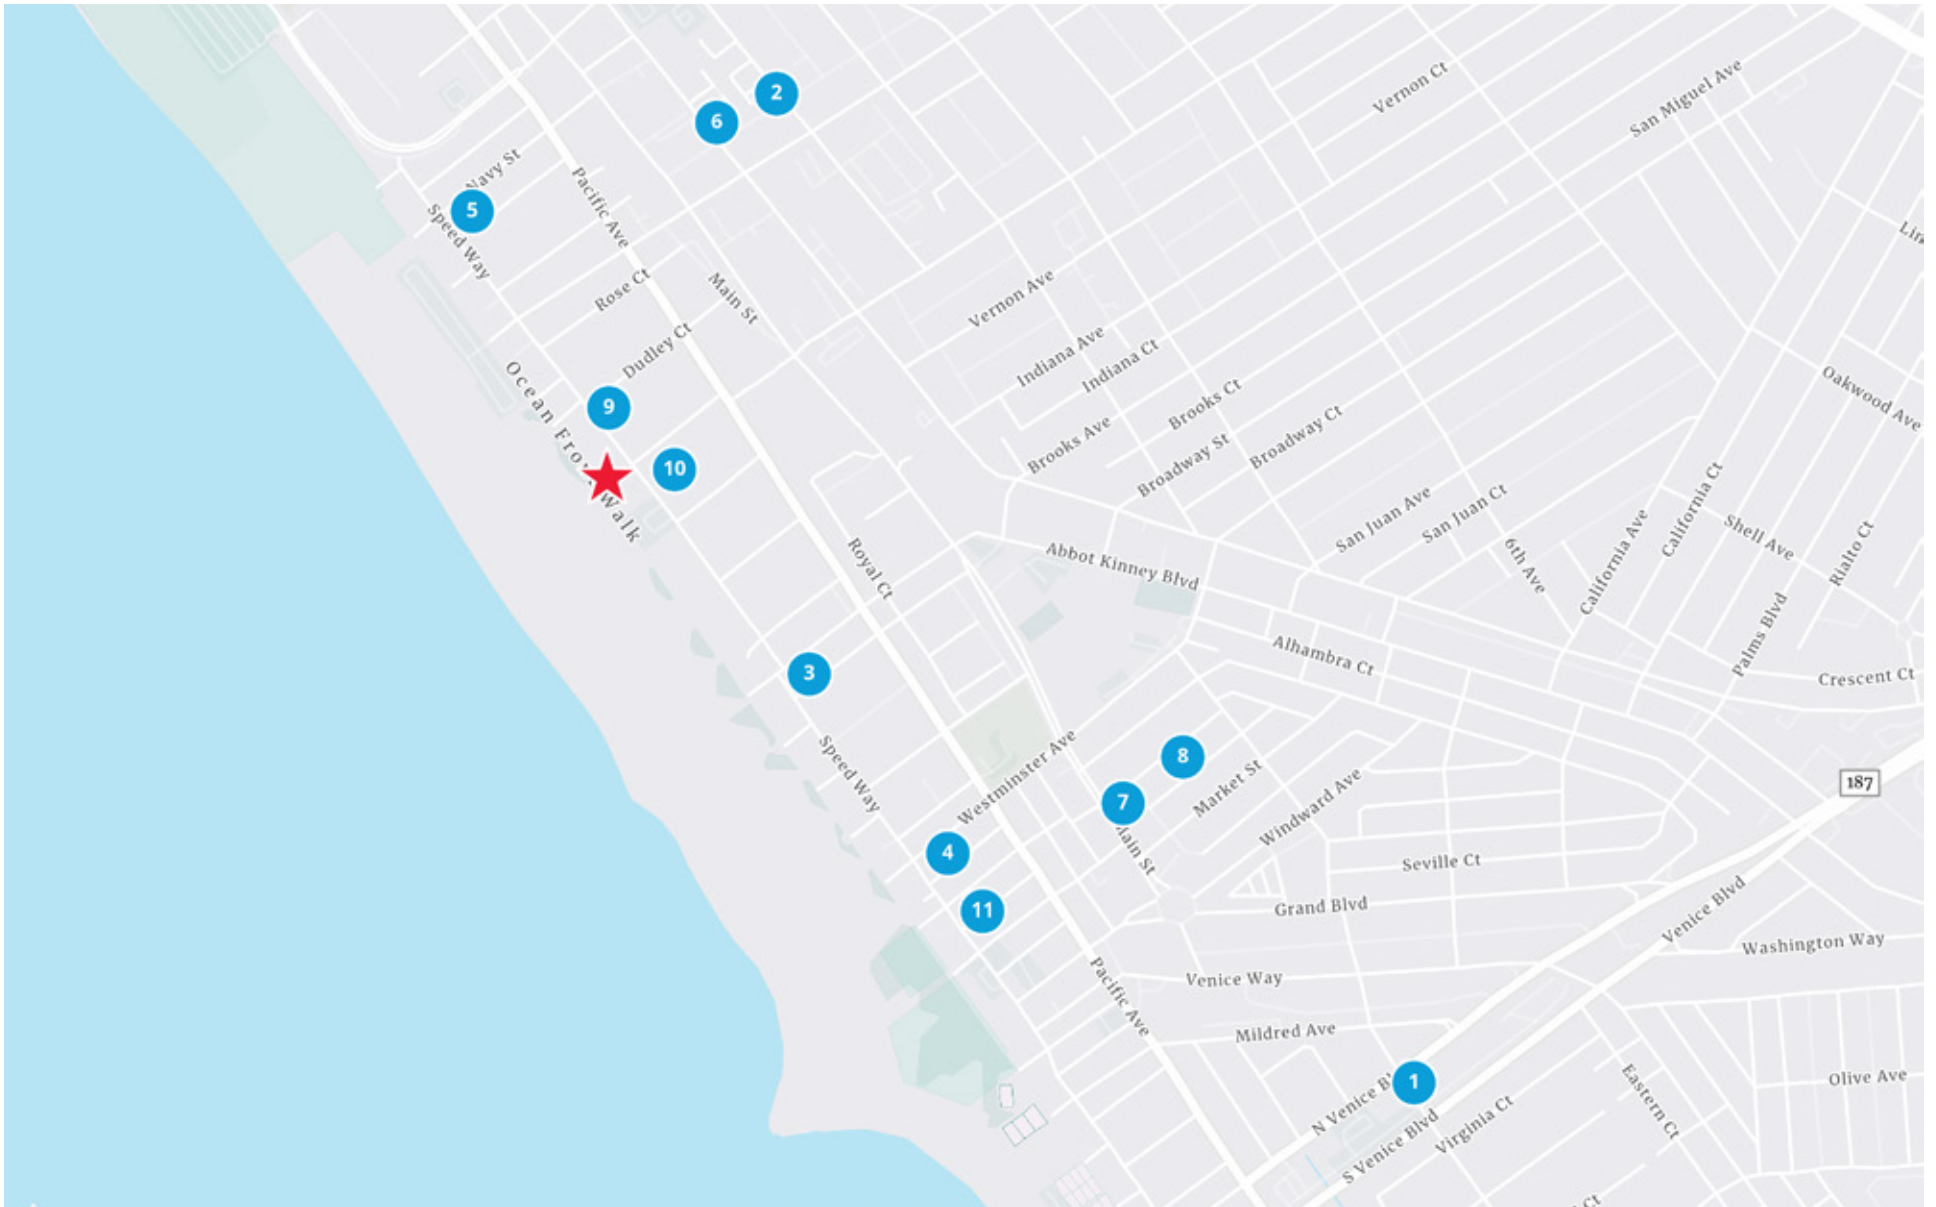 Vernon Ct
San Miguel Ave
2
6
Navy St
5
Pacific Ave
Speed Way
Rose Ct
Main St
Vernon Ave
Dudley Ct
Indiana Ave
Indiana Ct
Ocean Front Walk
9
Brooks Ct
Brooks Ave
Broadway Ct
Broadway St
Oakwood Ave
10
San Juan Ave
San Juan Ct
California Ct
California Ave
Shell Ave
Rialto Ct
6th Ave
Royal Ct
Abbot Kinney Blvd
Palms Blvd
Alhambra Ct
Crescent Ct
3
Speed Way
Westminster Ave
8
7
Market St
Windward Ave
187
Main St
4
Seville Ct
11
Grand Blvd
Venice Blvd
Washington Way
Pacific Ave
Venice Way
Mildred Ave
1
N Venice B
S Venice Blvd
Virginia Ct
Eastern Ct
Olive Ave
Ct